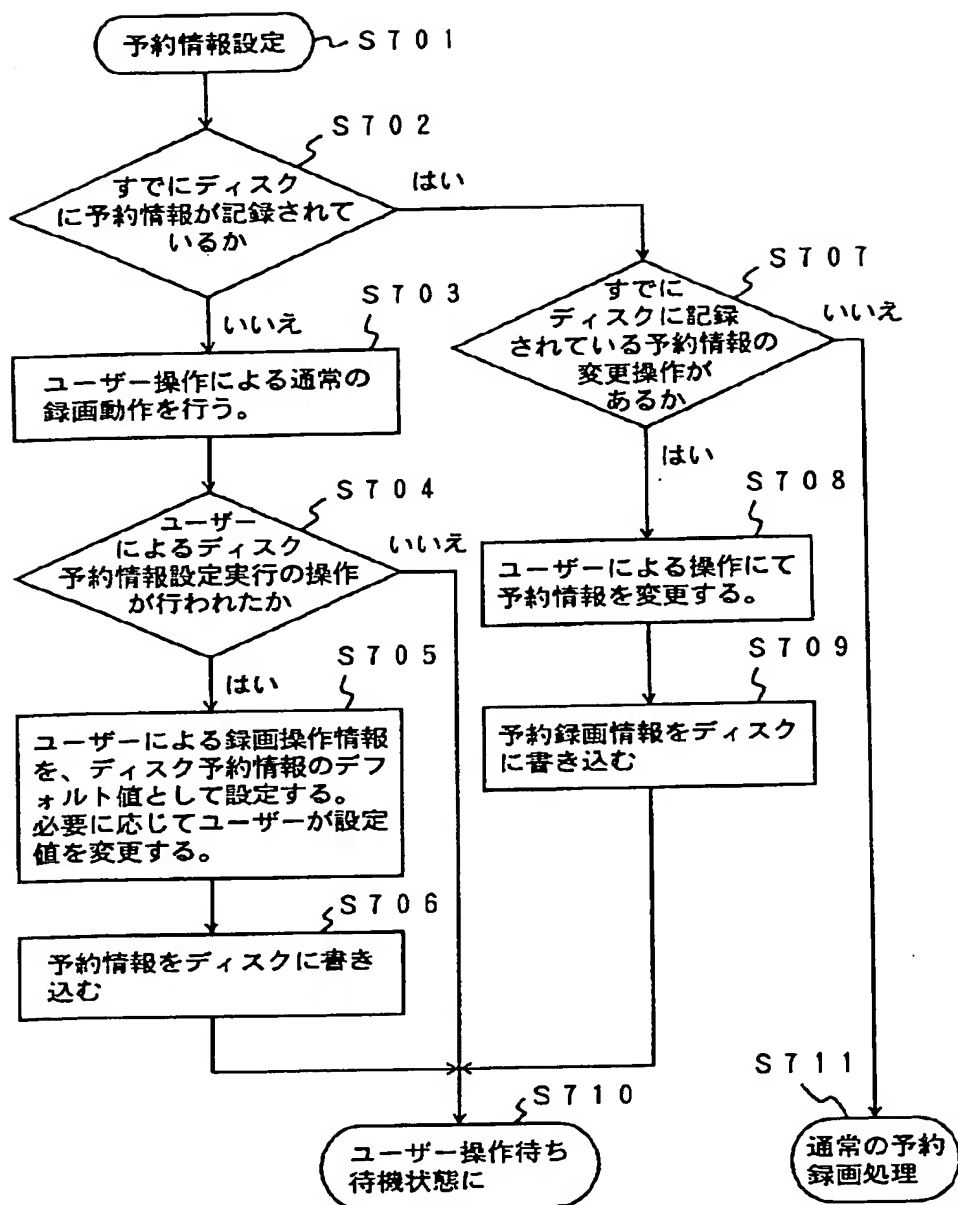 予約情報設定
S701
S702
すでにディスク
に予約情報が記録されて
いるか
はい
いいえ
S703
ユーザー操作による通常の
録画動作を行う。
S704
ユーザー
によるディスク
予約情報設定実行の操作
が行われたか
いいえ
はい
S705
ユーザーによる録画操作情報
を、ディスク予約情報のデフ
ォルト値として設定する。
必要に応じてユーザーが設定
値を変更する。
S706
予約情報をディスクに書き
込む
S707
すでに
ディスクに記録
されている予約情報の
変更操作が
あるか
いいえ
はい
S708
ユーザーによる操作にて
予約情報を変更する。
S709
予約録画情報をディスク
に書き込む
S710
ユーザー操作待ち
待機状態に
S711
通常の予約
録画処理